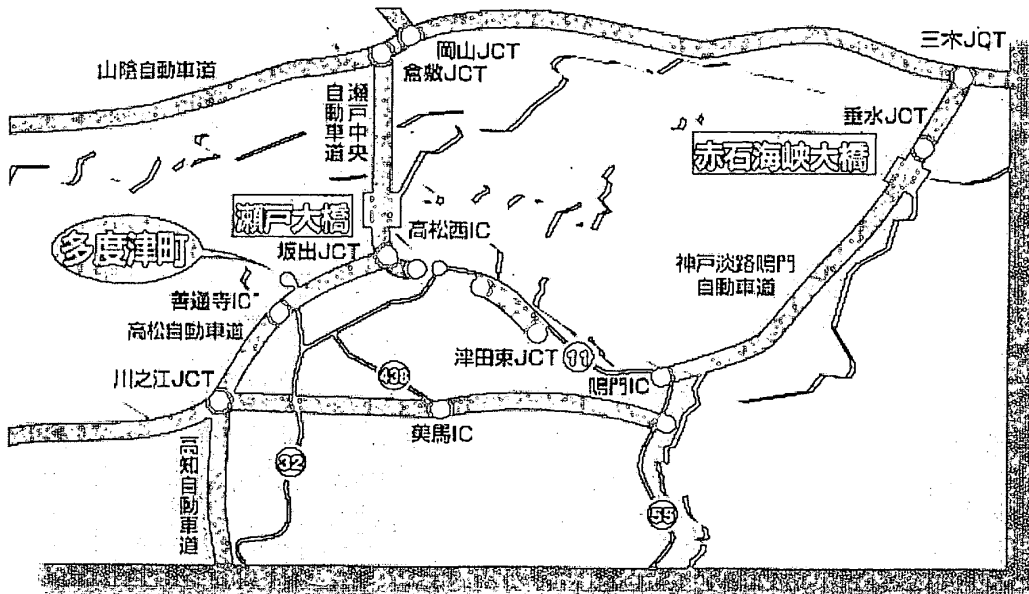 三木JCT
岡山JCT
倉敷JCT
山陰自動車道
瀬戸中央
自動車道
垂水JCT
赤石海峡大橋
瀬戸大橋
高松西IC
多度津町
坂出JCT
神戸淡路鳴門
自動車道
善通寺IC
高松自動車道
津田東JCT
11
川之江JCT
438
鳴門IC
美馬IC
高知自動車道
32
55